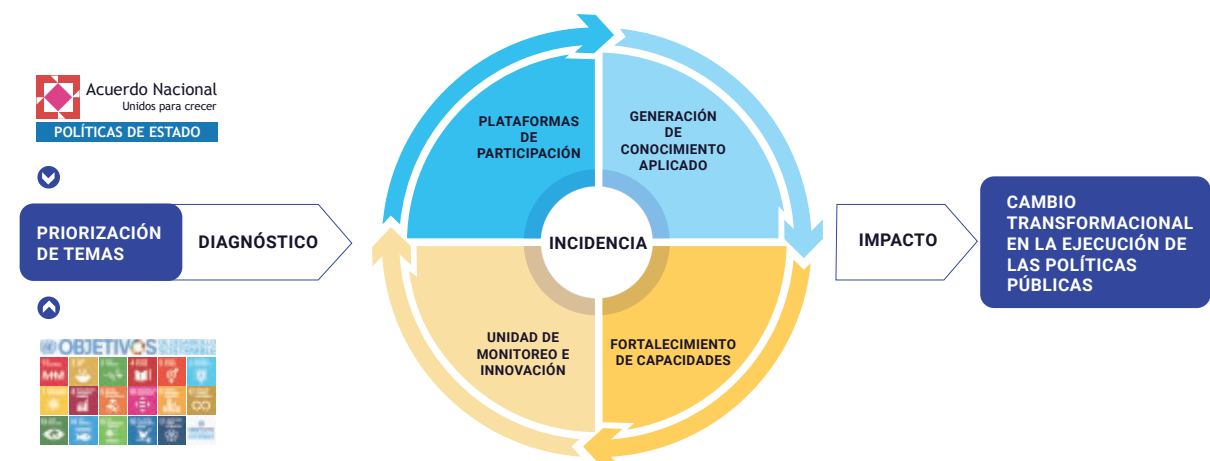 Acuerdo Nacional
Unidos para crecer
POLÍTICAS DE ESTADO
PRIORIZACIÓN
DE TEMAS
DIAGNÓSTICO
OBJETIVOS
PLATAFORMAS
DE
PARTICIPACIÓN
GENERACIÓN
DE
CONOCIMIENTO
APLICADO
INCIDENCIA
UNIDAD DE
MONITOREO E
INNOVACIÓN
FORTALECIMIENTO
DE CAPACIDADES
IMPACTO
CAMBIO
TRANSFORMACIONAL
EN LA EJECUCIÓN DE
LAS POLÍTICAS
PÚBLICAS